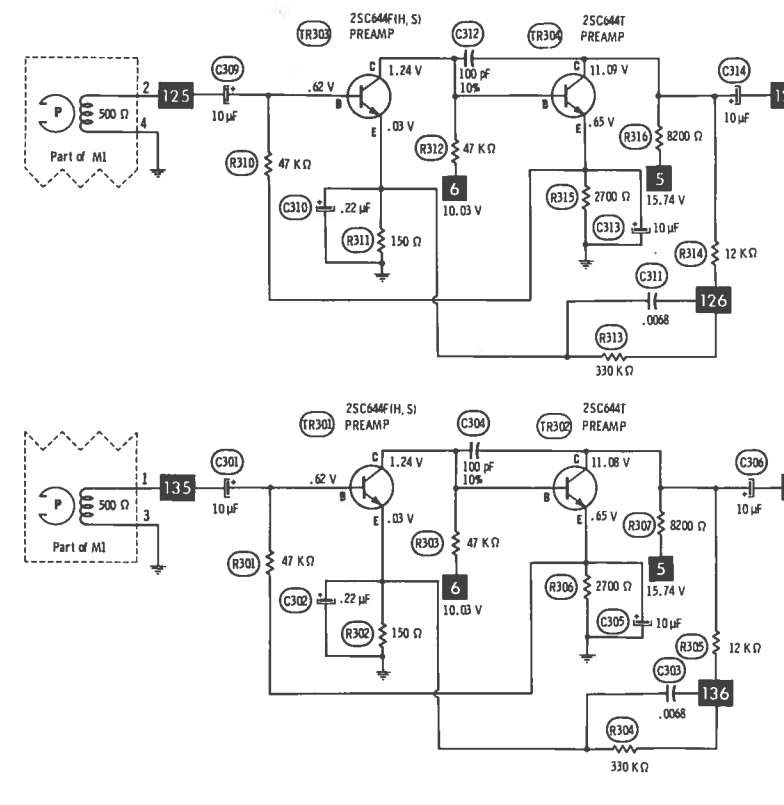 2SC644F(H, S)
TR303 PREAMP
C312
2SC644T
TR304 PREAMP
C309
C
1.24 V
100 pF
10%
C
11.09 V
C314
2
125
.62 V
B
B
10 μF
10 μF
P
500 Ω
4
E
.03 V
E
.65 V
R316
8200 Ω
Part of M1
R310
47 KΩ
R312
47 KΩ
6
10.03 V
5
15.74 V
C310
.22 μF
R315
2700 Ω
C313
10 μF
R311
150 Ω
R314
12 KΩ
C311
126
.0068
R313
330 KΩ
2SC644F(H, S)
TR301 PREAMP
C304
2SC644T
TR302 PREAMP
C301
C
1.24 V
100 pF
10%
C
11.08 V
C306
1
135
.62 V
B
B
10 μF
10 μF
P
500 Ω
3
E
.03 V
E
.65 V
R307
8200 Ω
Part of M1
R301
47 KΩ
R303
47 KΩ
6
10.03 V
5
15.74 V
C302
.22 μF
R306
2700 Ω
C305
10 μF
R302
150 Ω
R305
12 KΩ
C303
136
.0068
R304
330 KΩ